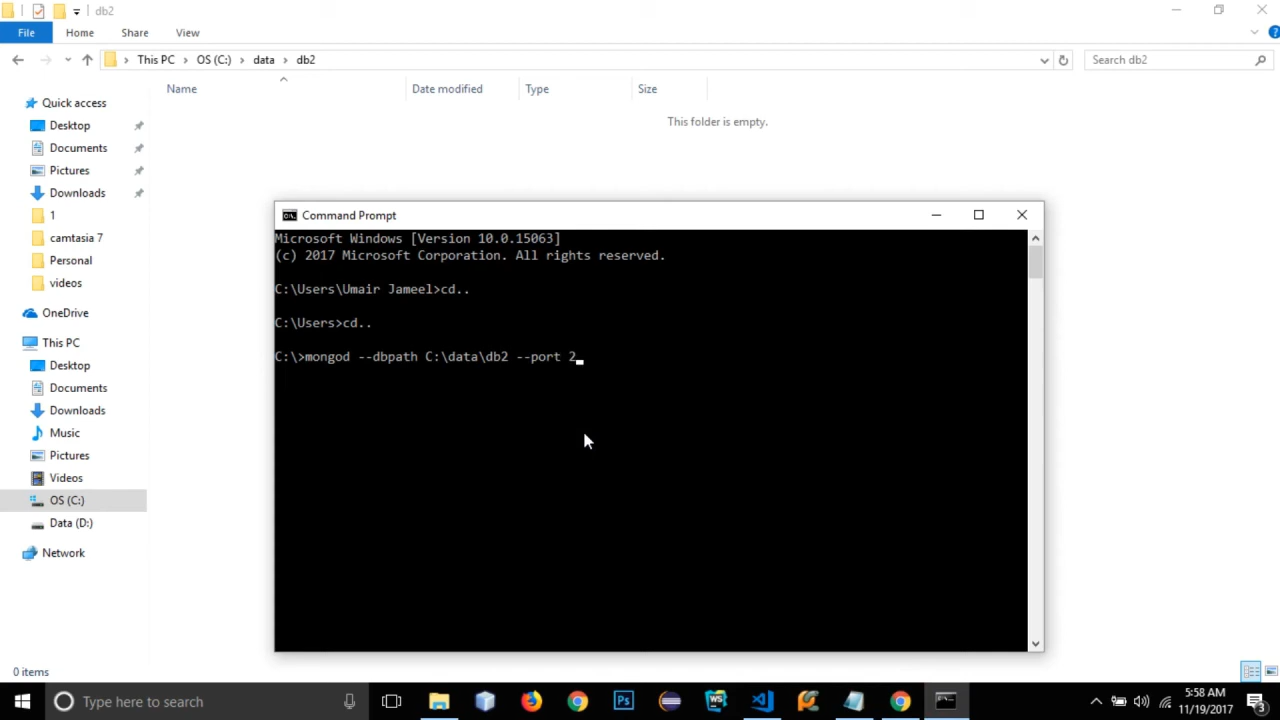 db2
File Home Share View
This PC OS (C:) data db2
Search db2
Name Date modified Type Size
This folder is empty.
Quick access
Desktop
Documents
Pictures
Downloads
1
camtasia 7
Personal
videos
OneDrive
This PC
Desktop
Documents
Downloads
Music
Pictures
Videos
OS (C:)
Data (D:)
Network
0 items
Command Prompt
Microsoft Windows [Version 10.0.15063]
(c) 2017 Microsoft Corporation. All rights reserved.
C:\Users\Umair Jameel>cd..
C:\Users>cd..
C:\>mongod --dbpath C:\data\db2 --port 2_
Type here to search
Ps
WS
5:58 AM
11/19/2017
3